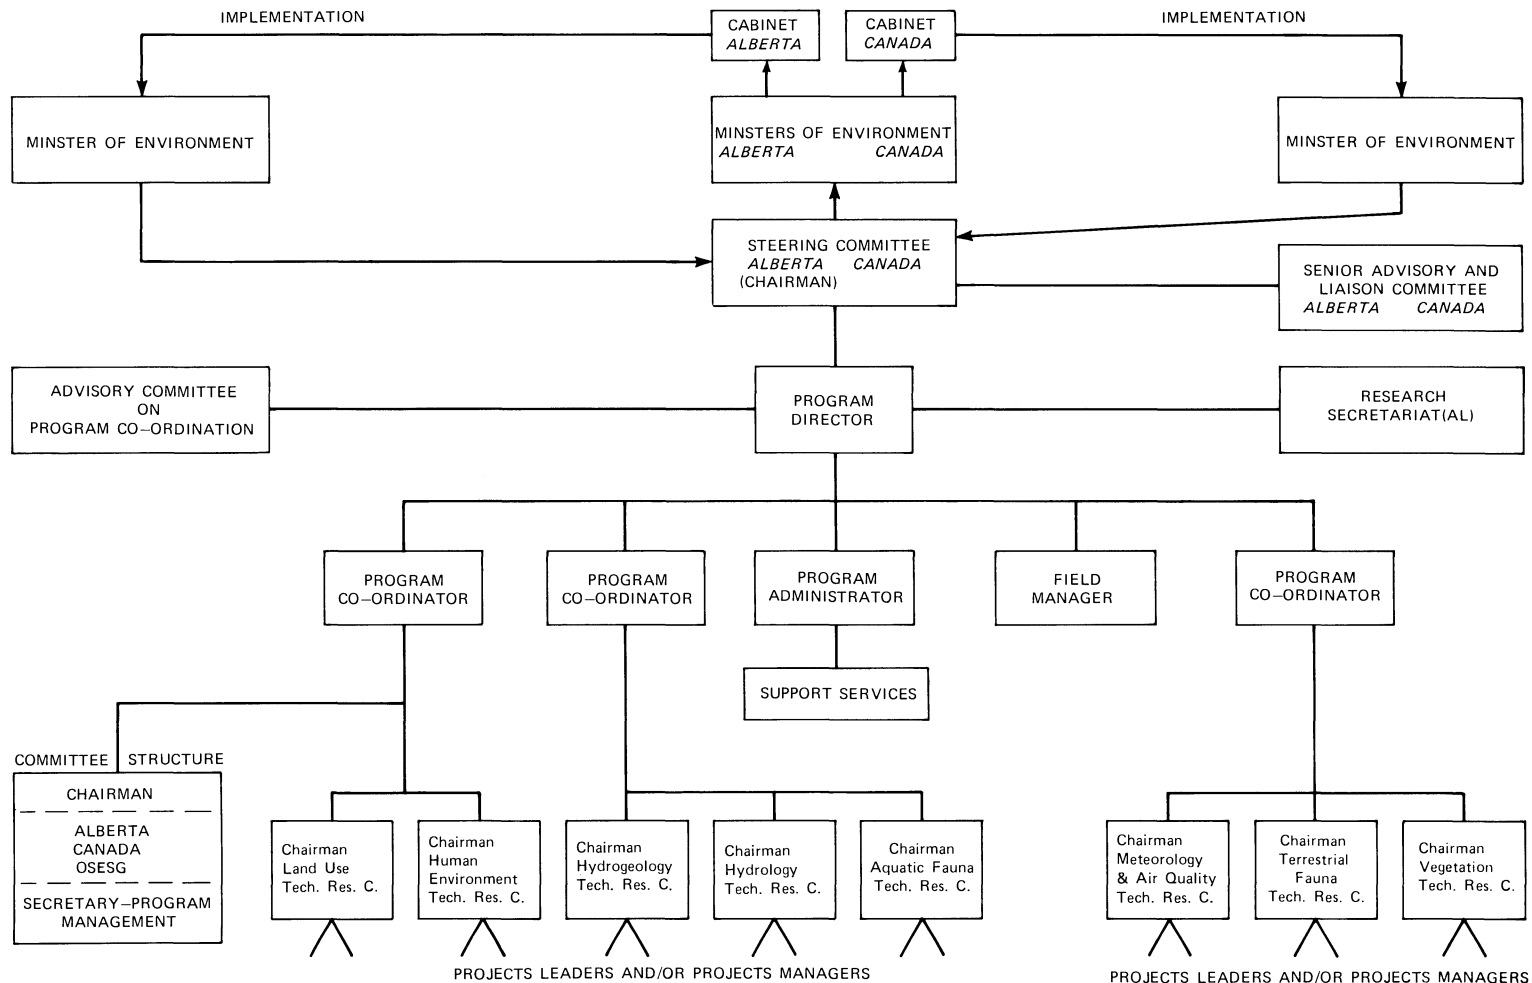 IMPLEMENTATION
CABINET
ALBERTA
CABINET
CANADA
IMPLEMENTATION
MINSTER OF ENVIRONMENT
MINSTERS OF ENVIRONMENT
ALBERTA CANADA
MINSTER OF ENVIRONMENT
STEERING COMMITTEE
ALBERTA CANADA
(CHAIRMAN)
SENIOR ADVISORY AND
LIAISON COMMITTEE
ALBERTA CANADA
ADVISORY COMMITTEE
ON
PROGRAM CO–ORDINATION
PROGRAM
DIRECTOR
RESEARCH
SECRETARIAT(AL)
PROGRAM
CO–ORDINATOR
PROGRAM
CO–ORDINATOR
PROGRAM
ADMINISTRATOR
FIELD
MANAGER
PROGRAM
CO–ORDINATOR
SUPPORT SERVICES
COMMITTEE STRUCTURE
CHAIRMAN
ALBERTA
CANADA
OSESG
SECRETARY–PROGRAM
MANAGEMENT
Chairman
Land Use
Tech. Res. C.
Chairman
Human
Environment
Tech. Res. C.
Chairman
Hydrogeology
Tech. Res. C.
Chairman
Hydrology
Tech. Res. C.
Chairman
Aquatic Fauna
Tech. Res. C.
Chairman
Meteorology
& Air Quality
Tech. Res. C.
Chairman
Terrestrial
Fauna
Tech. Res. C.
Chairman
Vegetation
Tech. Res. C.
PROJECTS LEADERS AND/OR PROJECTS MANAGERS
PROJECTS LEADERS AND/OR PROJECTS MANAGERS